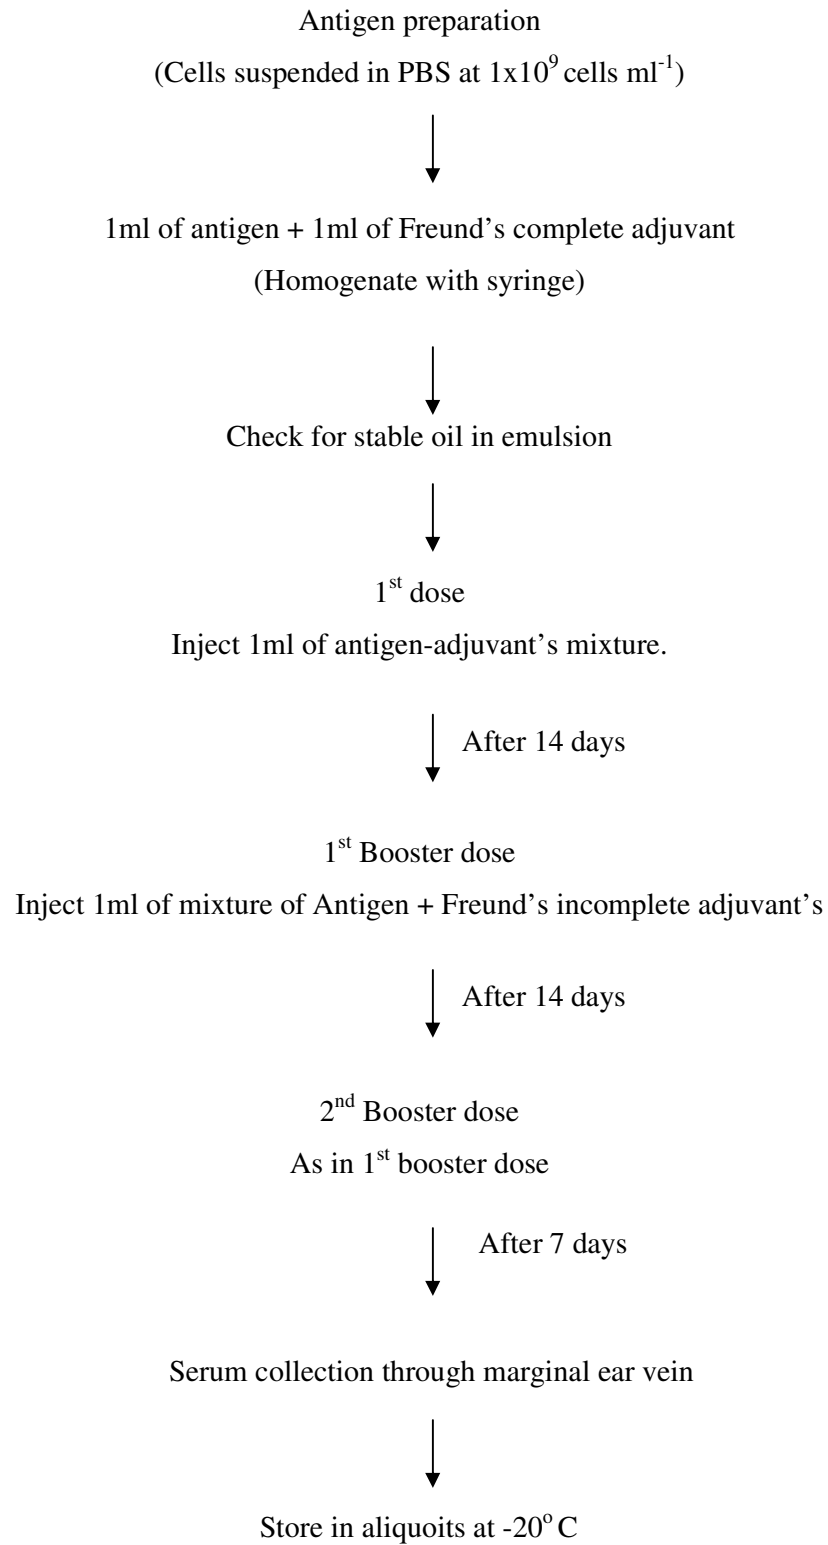 Antigen preparation
(Cells suspended in PBS at 1x10⁹ cells ml⁻¹)
1ml of antigen + 1ml of Freund’s complete adjuvant
(Homogenate with syringe)
Check for stable oil in emulsion
1ˢᵗ dose
Inject 1ml of antigen-adjuvant’s mixture.
After 14 days
1ˢᵗ Booster dose
Inject 1ml of mixture of Antigen + Freund’s incomplete adjuvant’s
After 14 days
2ⁿᵈ Booster dose
As in 1ˢᵗ booster dose
After 7 days
Serum collection through marginal ear vein
Store in aliquoits at -20° C